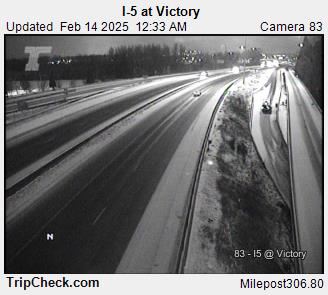 I-5 at Victory
Updated  Feb 14 2025  12:33 AM  Camera 83
T
N
83 - I5 @ Victory
TripCheck.com  Milepost306.80